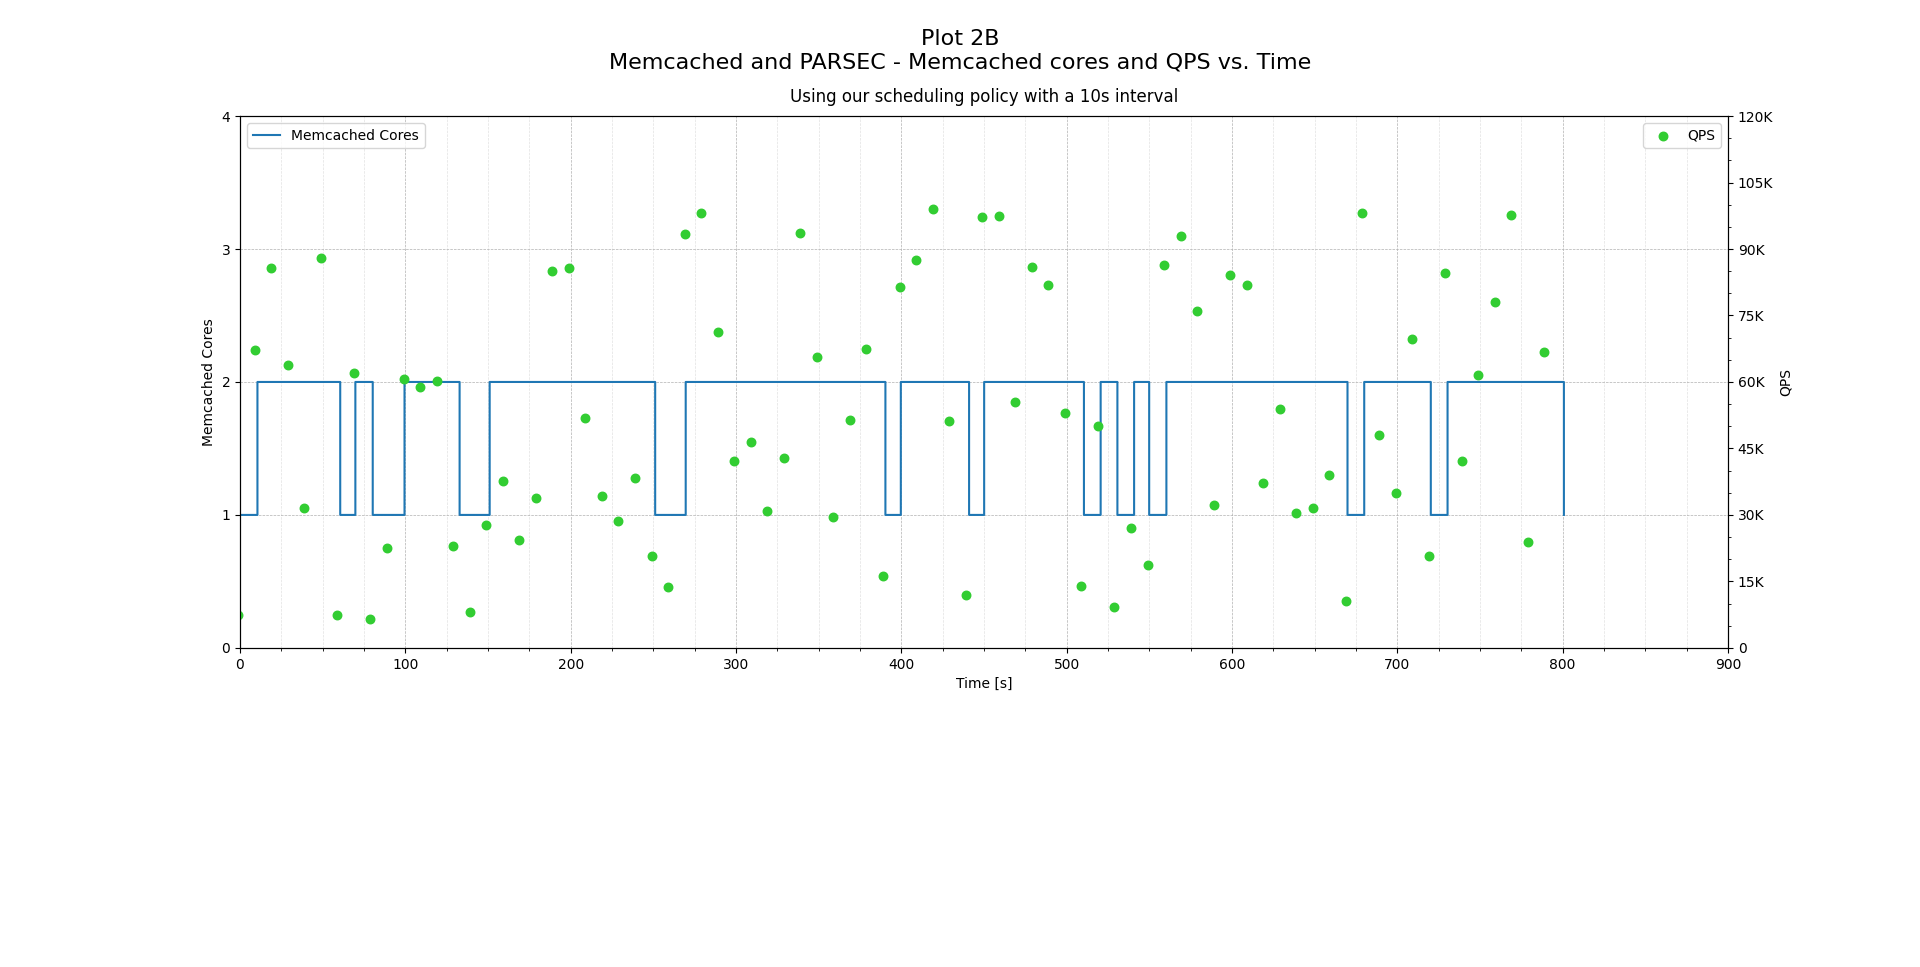 Plot 2B
Memcached and PARSEC - Memcached cores and QPS vs. Time
Using our scheduling policy with a 10s interval
Memcached Cores
QPS
4
3
2
1
0
Memcached Cores
120K
105K
90K
75K
60K
45K
30K
15K
0
QPS
0 100 200 300 400 500 600 700 800 900
Time [s]